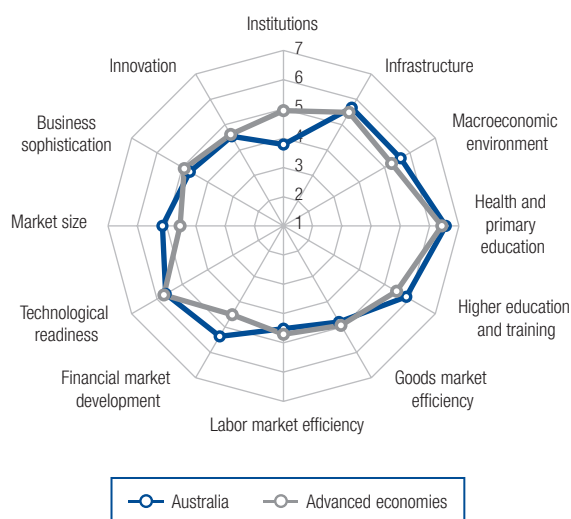 Institutions
7
6
5
4
3
2
1
Innovation
Infrastructure
Business
sophistication
Macroeconomic
environment
Market size
Health and
primary
education
Technological
readiness
Higher education
and training
Financial market
development
Goods market
efficiency
Labor market efficiency
Australia
Advanced economies